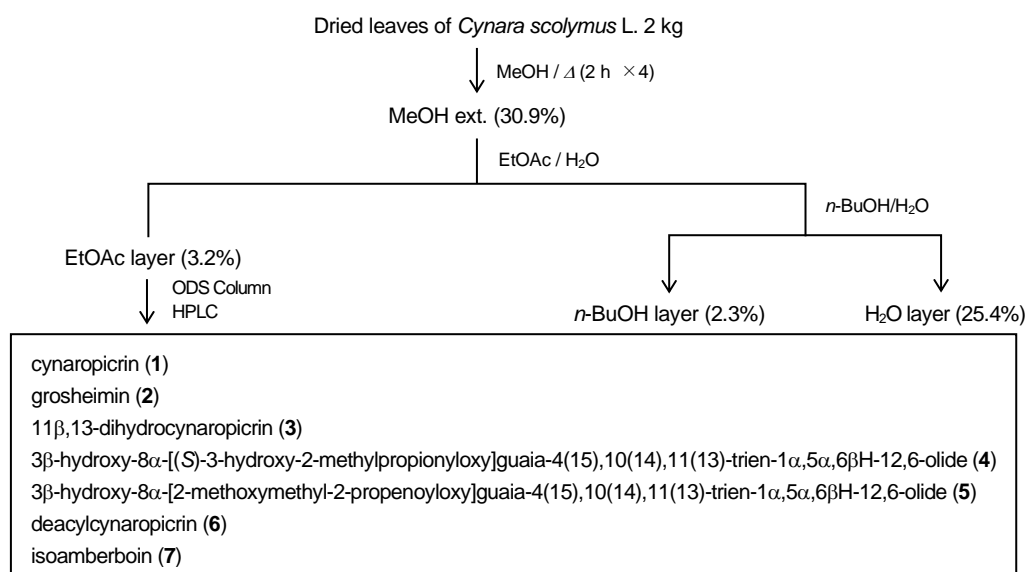 Dried leaves of Cynara scolymus L. 2 kg
MeOH / Δ (2 h ×4)
MeOH ext. (30.9%)
EtOAc / H₂O
n-BuOH/H₂O
EtOAc layer (3.2%)
ODS Column
HPLC
n-BuOH layer (2.3%)
H₂O layer (25.4%)
cynaropicrin (1)
grosheimin (2)
11β,13-dihydrocynaropicrin (3)
3β-hydroxy-8α-[(S)-3-hydroxy-2-methylpropionyloxy]guaia-4(15),10(14),11(13)-trien-1α,5α,6βH-12,6-olide (4)
3β-hydroxy-8α-[2-methoxymethyl-2-propenoyloxy]guaia-4(15),10(14),11(13)-trien-1α,5α,6βH-12,6-olide (5)
deacylcynaropicrin (6)
isoamberboin (7)